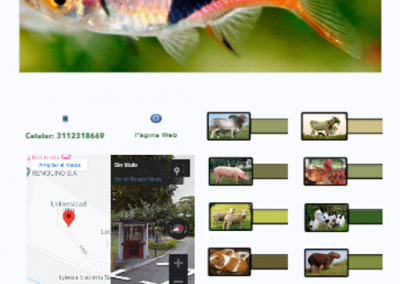 Celular: 3112318669
Página Web
Ampliar el mapa
REMOLINO S.A
Universidad
Iglesia
Sin título
Ver en Google Maps